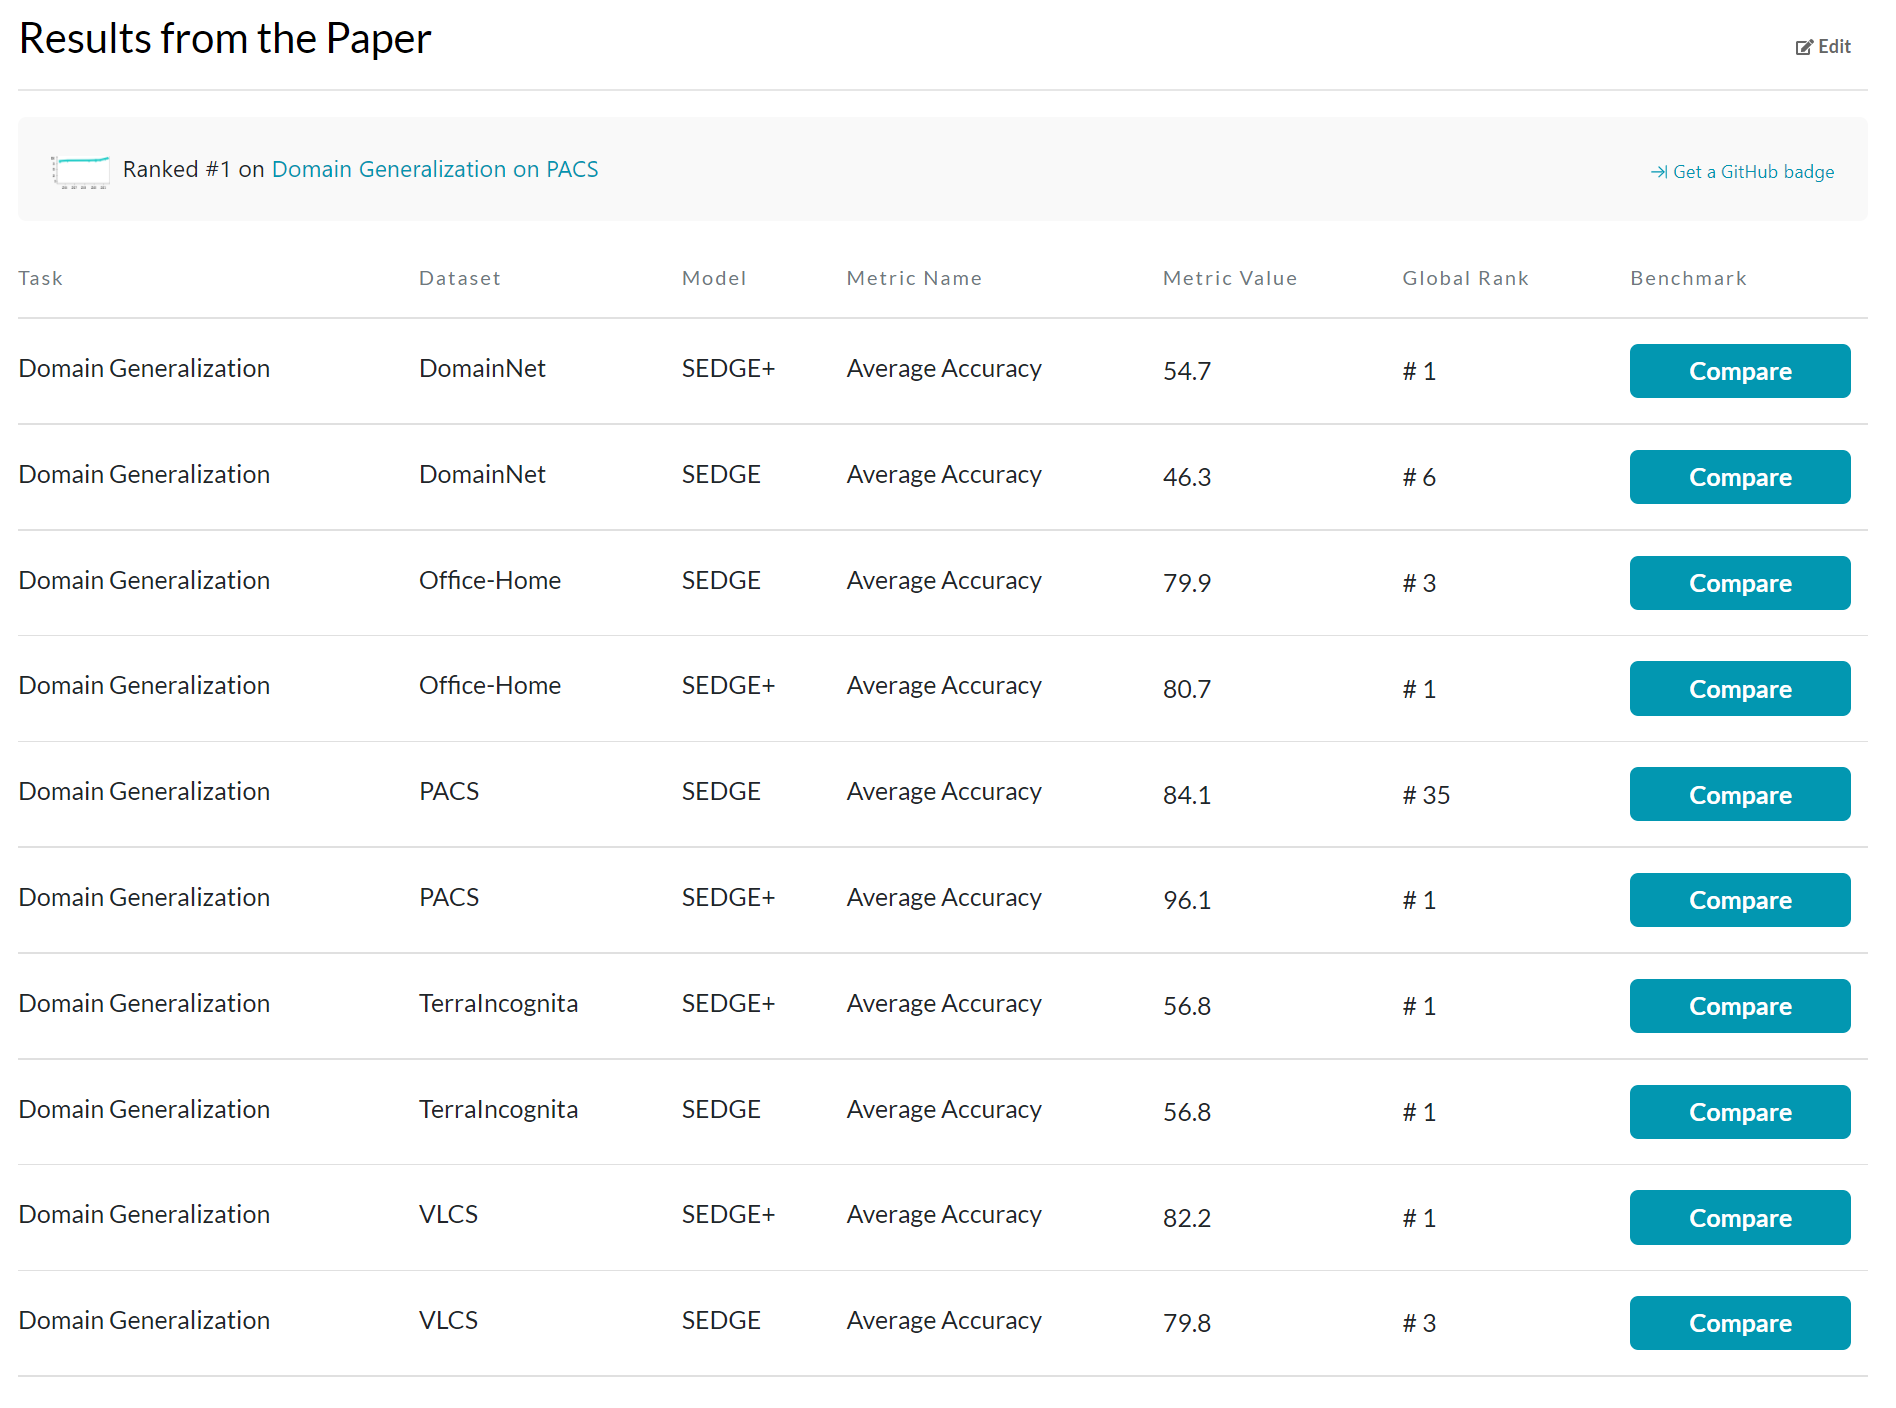 Results from the Paper
Edit
Ranked #1 on Domain Generalization on PACS
Get a GitHub badge
Task Dataset Model Metric Name Metric Value Global Rank Benchmark
Domain Generalization DomainNet SEDGE+ Average Accuracy 54.7 # 1 Compare
Domain Generalization DomainNet SEDGE Average Accuracy 46.3 # 6 Compare
Domain Generalization Office-Home SEDGE Average Accuracy 79.9 # 3 Compare
Domain Generalization Office-Home SEDGE+ Average Accuracy 80.7 # 1 Compare
Domain Generalization PACS SEDGE Average Accuracy 84.1 # 35 Compare
Domain Generalization PACS SEDGE+ Average Accuracy 96.1 # 1 Compare
Domain Generalization TerraIncognita SEDGE+ Average Accuracy 56.8 # 1 Compare
Domain Generalization TerraIncognita SEDGE Average Accuracy 56.8 # 1 Compare
Domain Generalization VLCS SEDGE+ Average Accuracy 82.2 # 1 Compare
Domain Generalization VLCS SEDGE Average Accuracy 79.8 # 3 Compare